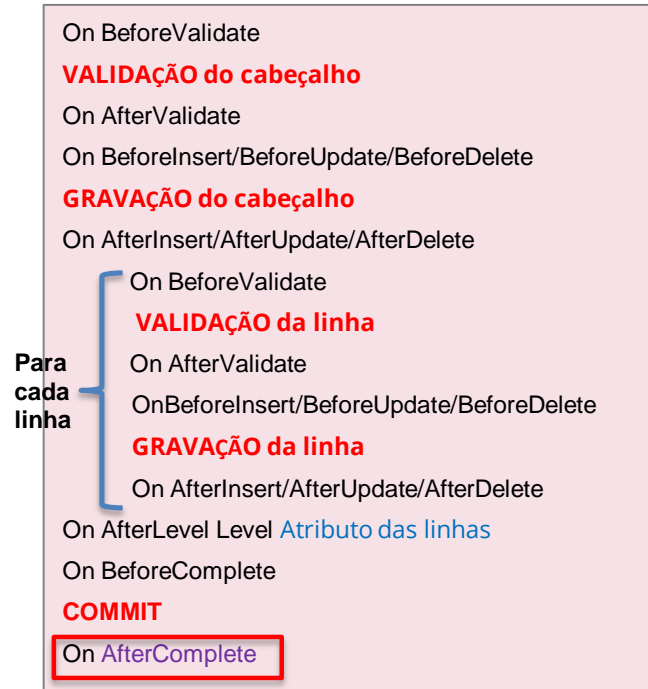 On BeforeValidate
VALIDAÇÃO do cabeçalho
On AfterValidate
On BeforeInsert/BeforeUpdate/BeforeDelete
GRAVAÇÃO do cabeçalho
On AfterInsert/AfterUpdate/AfterDelete
Para
cada
linha
On BeforeValidate
VALIDAÇÃO da linha
On AfterValidate
OnBeforeInsert/BeforeUpdate/BeforeDelete
GRAVAÇÃO da linha
On AfterInsert/AfterUpdate/AfterDelete
On AfterLevel Level Atributo das linhas
On BeforeComplete
COMMIT
On AfterComplete